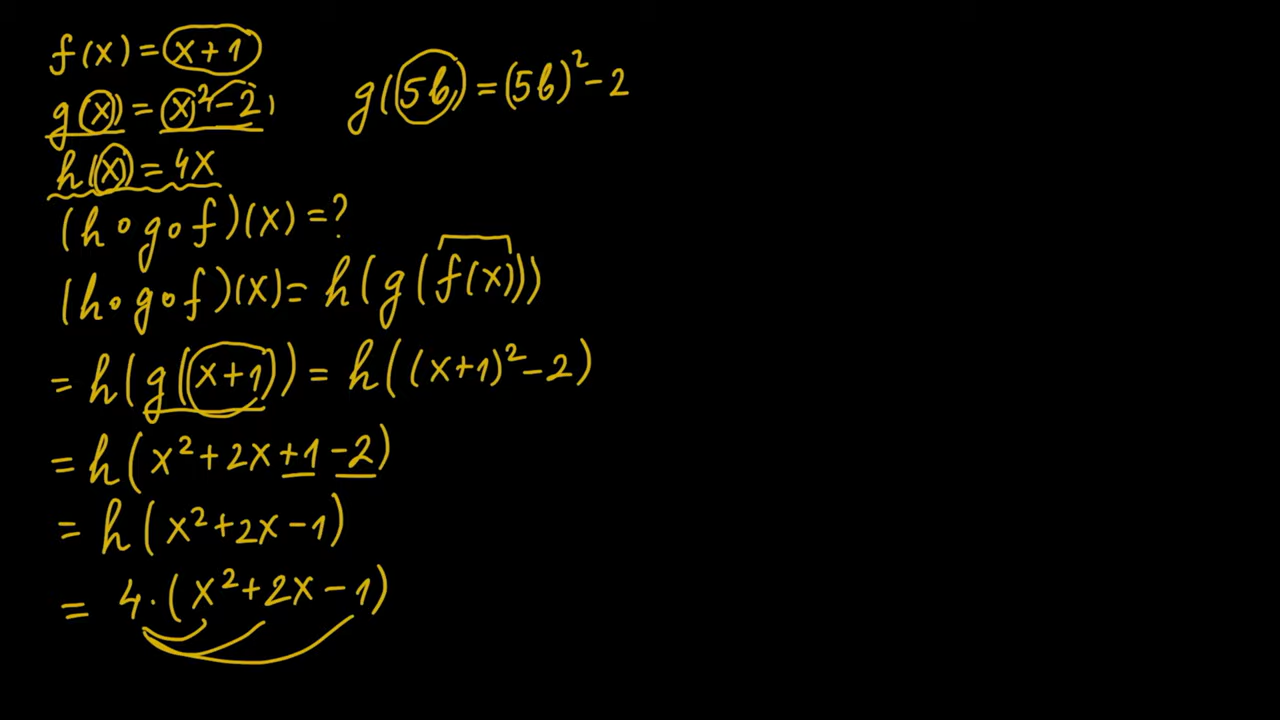 f(x) = x+1
g(x) = x²-2,
g(5b) = (5b)²-2
h(x) = 4x
(h∘g∘f)(x) = ?
(h∘g∘f)(x) = h(g(f(x)))
= h(g(x+1)) = h((x+1)²-2)
= h(x²+2x+1-2)
= h(x²+2x-1)
= 4·(x²+2x-1)